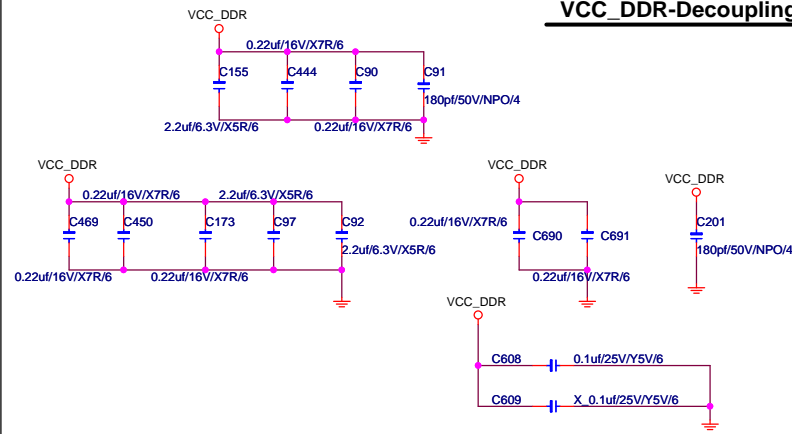 VCC_DDR-Decoupling
VCC_DDR
0.22uf/16V/X7R/6
C155
C444
C90
C91
180pf/50V/NPO/4
2.2uf/6.3V/X5R/6
0.22uf/16V/X7R/6
VCC_DDR
VCC_DDR
VCC_DDR
0.22uf/16V/X7R/6
2.2uf/6.3V/X5R/6
C469
C450
C173
C97
C92
0.22uf/16V/X7R/6
C690
C691
C201
2.2uf/6.3V/X5R/6
180pf/50V/NPO/4
0.22uf/16V/X7R/6
0.22uf/16V/X7R/6
0.22uf/16V/X7R/6
VCC_DDR
C608
0.1uf/25V/Y5V/6
C609
X_0.1uf/25V/Y5V/6